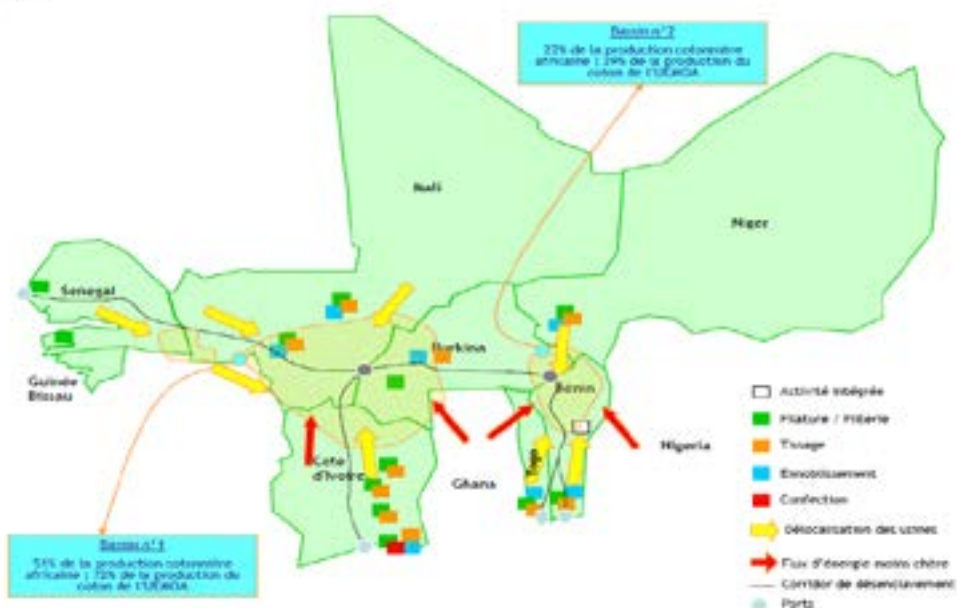 Bassin n°2
22% de la production cotonnière
africaine ; 29% de la production du
coton de l'UEMOA
Mali
Niger
Senegal
Burkina
Guinée
Bissau
Benin
Togo
Côte
d'Ivoire
Ghana
Nigeria
Activité intégrée
Filature / Filterie
Tissage
Ennoblissement
Confection
Délocalisation des usines
Flux d'énergie moins chère
Corridor de désenclavement
Ports
Bassin n°1
51% de la production cotonnière
africaine ; 72% de la production du
coton de l'UEMOA